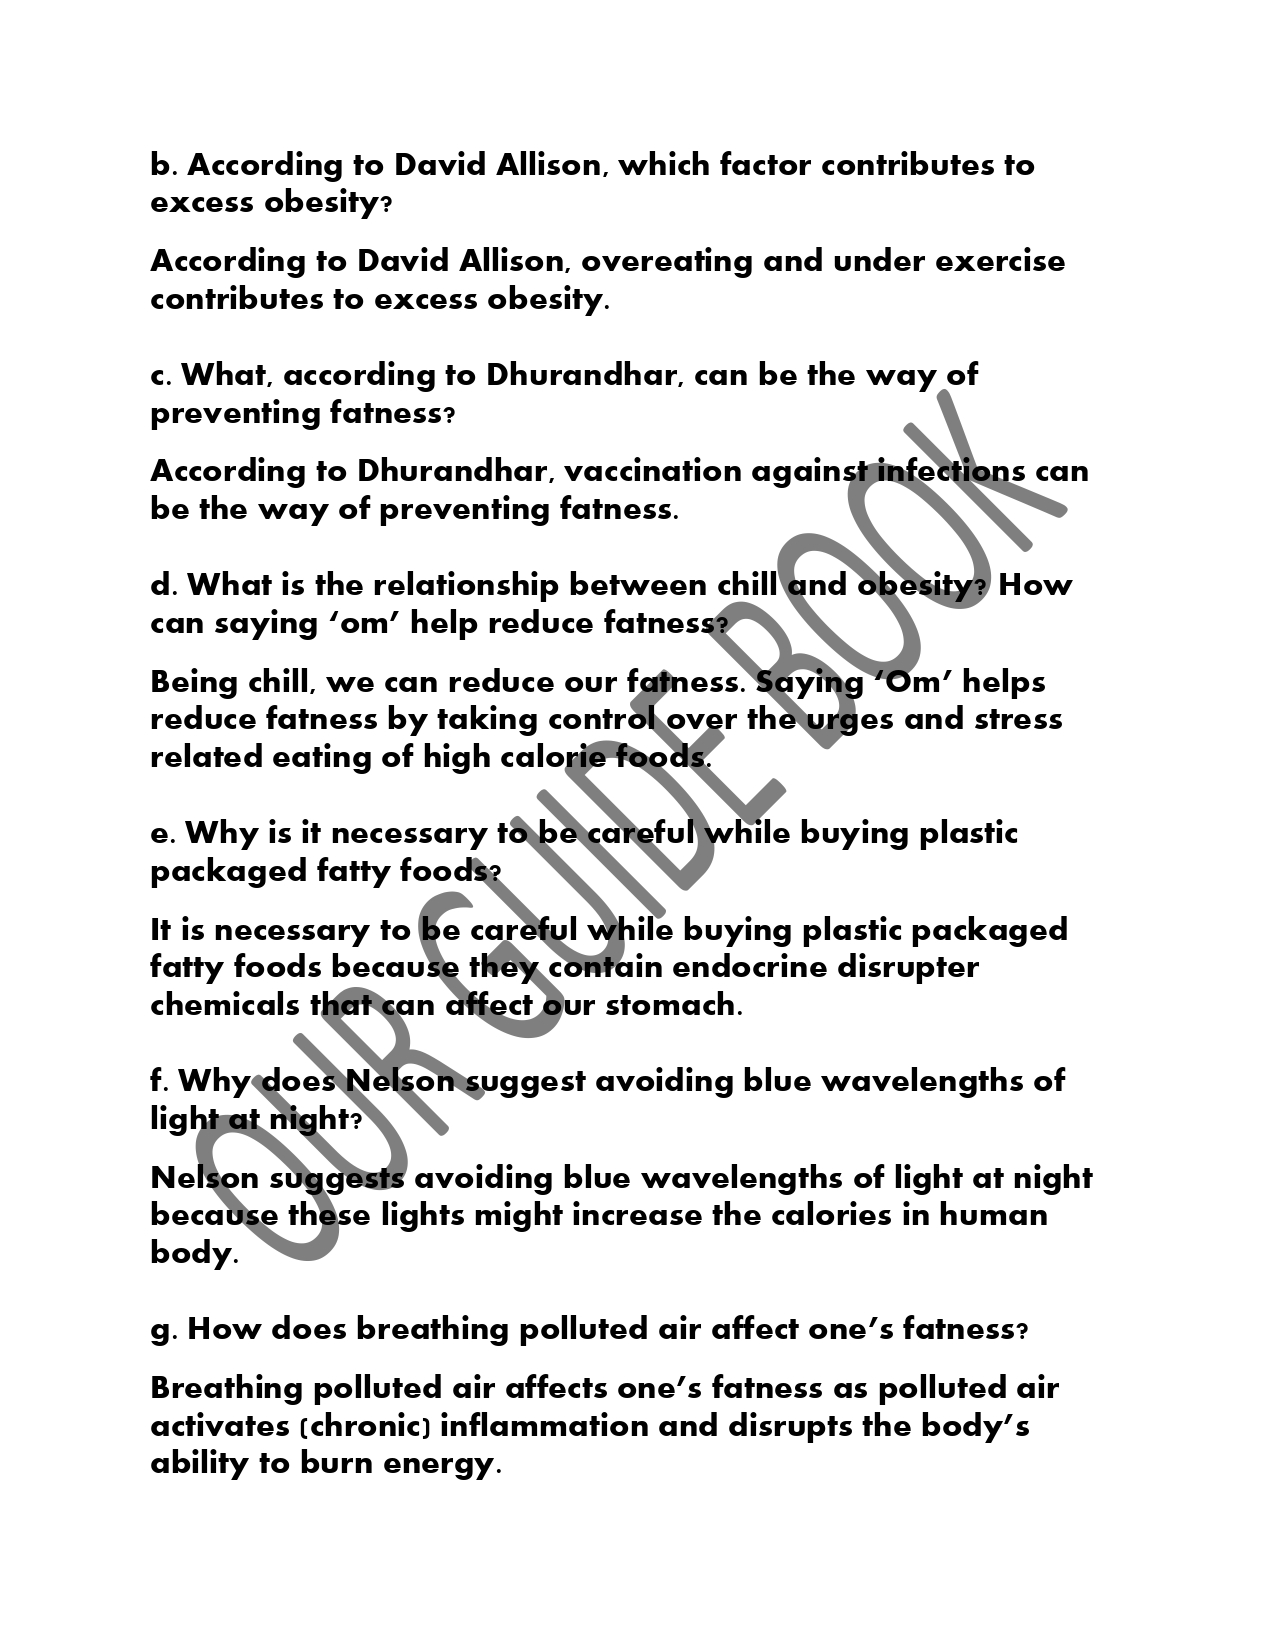 b. According to David Allison, which factor contributes to
excess obesity?
According to David Allison, overeating and under exercise
contributes to excess obesity.
c. What, according to Dhurandhar, can be the way of
preventing fatness?
According to Dhurandhar, vaccination against infections can
be the way of preventing fatness.
d. What is the relationship between chill and obesity? How
can saying ‘om’ help reduce fatness?
Being chill, we can reduce our fatness. Saying ‘Om’ helps
reduce fatness by taking control over the urges and stress
related eating of high calorie foods.
e. Why is it necessary to be careful while buying plastic
packaged fatty foods?
It is necessary to be careful while buying plastic packaged
fatty foods because they contain endocrine disrupter
chemicals that can affect our stomach.
f. Why does Nelson suggest avoiding blue wavelengths of
light at night?
Nelson suggests avoiding blue wavelengths of light at night
because these lights might increase the calories in human
body.
g. How does breathing polluted air affect one’s fatness?
Breathing polluted air affects one’s fatness as polluted air
activates (chronic) inflammation and disrupts the body’s
ability to burn energy.
OUR GUIDE BOOK